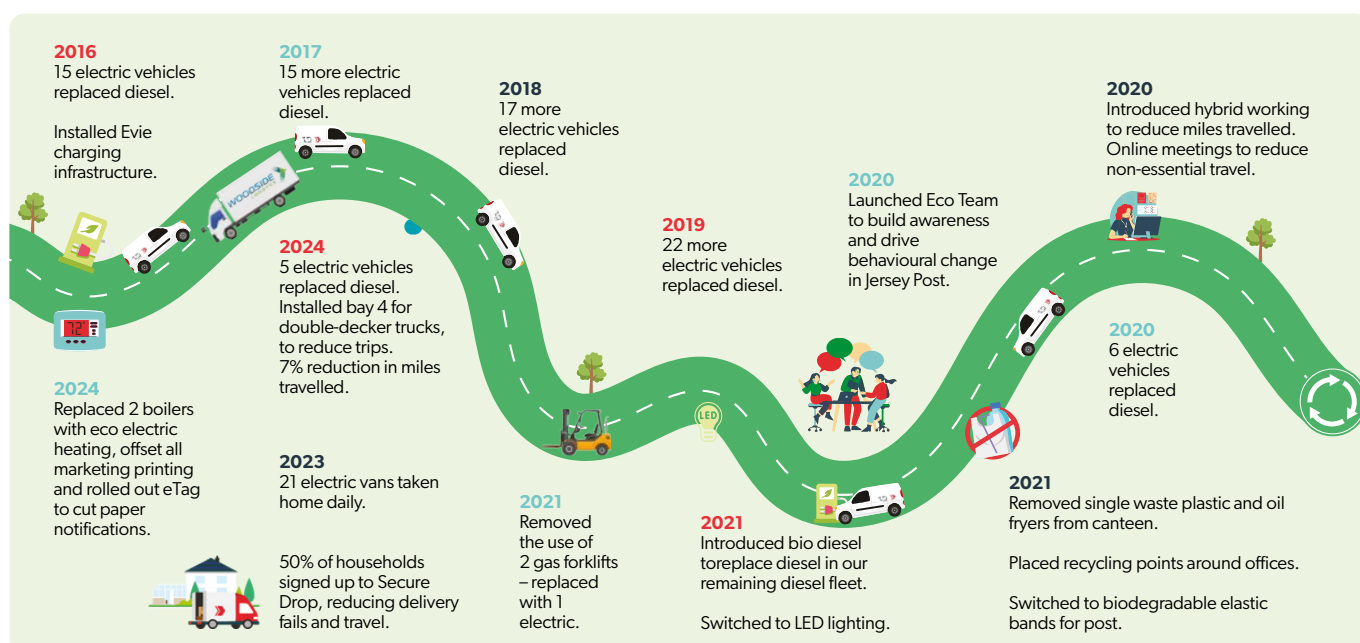 2016
15 electric vehicles
replaced diesel.
Installed Evie
charging
infrastructure.
2017
15 more electric
vehicles replaced
diesel.
2018
17 more
electric vehicles
replaced
diesel.
2019
22 more
electric vehicles
replaced diesel.
2020
Launched Eco Team
to build awareness
and drive
behavioural change
in Jersey Post.
2020
Introduced hybrid working
to reduce miles travelled.
Online meetings to reduce
non-essential travel.
2020
6 electric
vehicles
replaced
diesel.
2021
Removed single waste plastic and oil
fryers from canteen.
Placed recycling points around offices.
Switched to biodegradable elastic
bands for post.
2021
Introduced bio diesel
toreplace diesel in our
remaining diesel fleet.
Switched to LED lighting.
LED
2021
Removed
the use of
2 gas forklifts
– replaced
with 1
electric.
2023
21 electric vans taken
home daily.
50% of households
signed up to Secure
Drop, reducing delivery
fails and travel.
2024
5 electric vehicles
replaced diesel.
Installed bay 4 for
double-decker trucks,
to reduce trips.
7% reduction in miles
travelled.
WOODSIDE
LOGISTICS
72°
2024
Replaced 2 boilers
with eco electric
heating, offset all
marketing printing
and rolled out eTag
to cut paper
notifications.